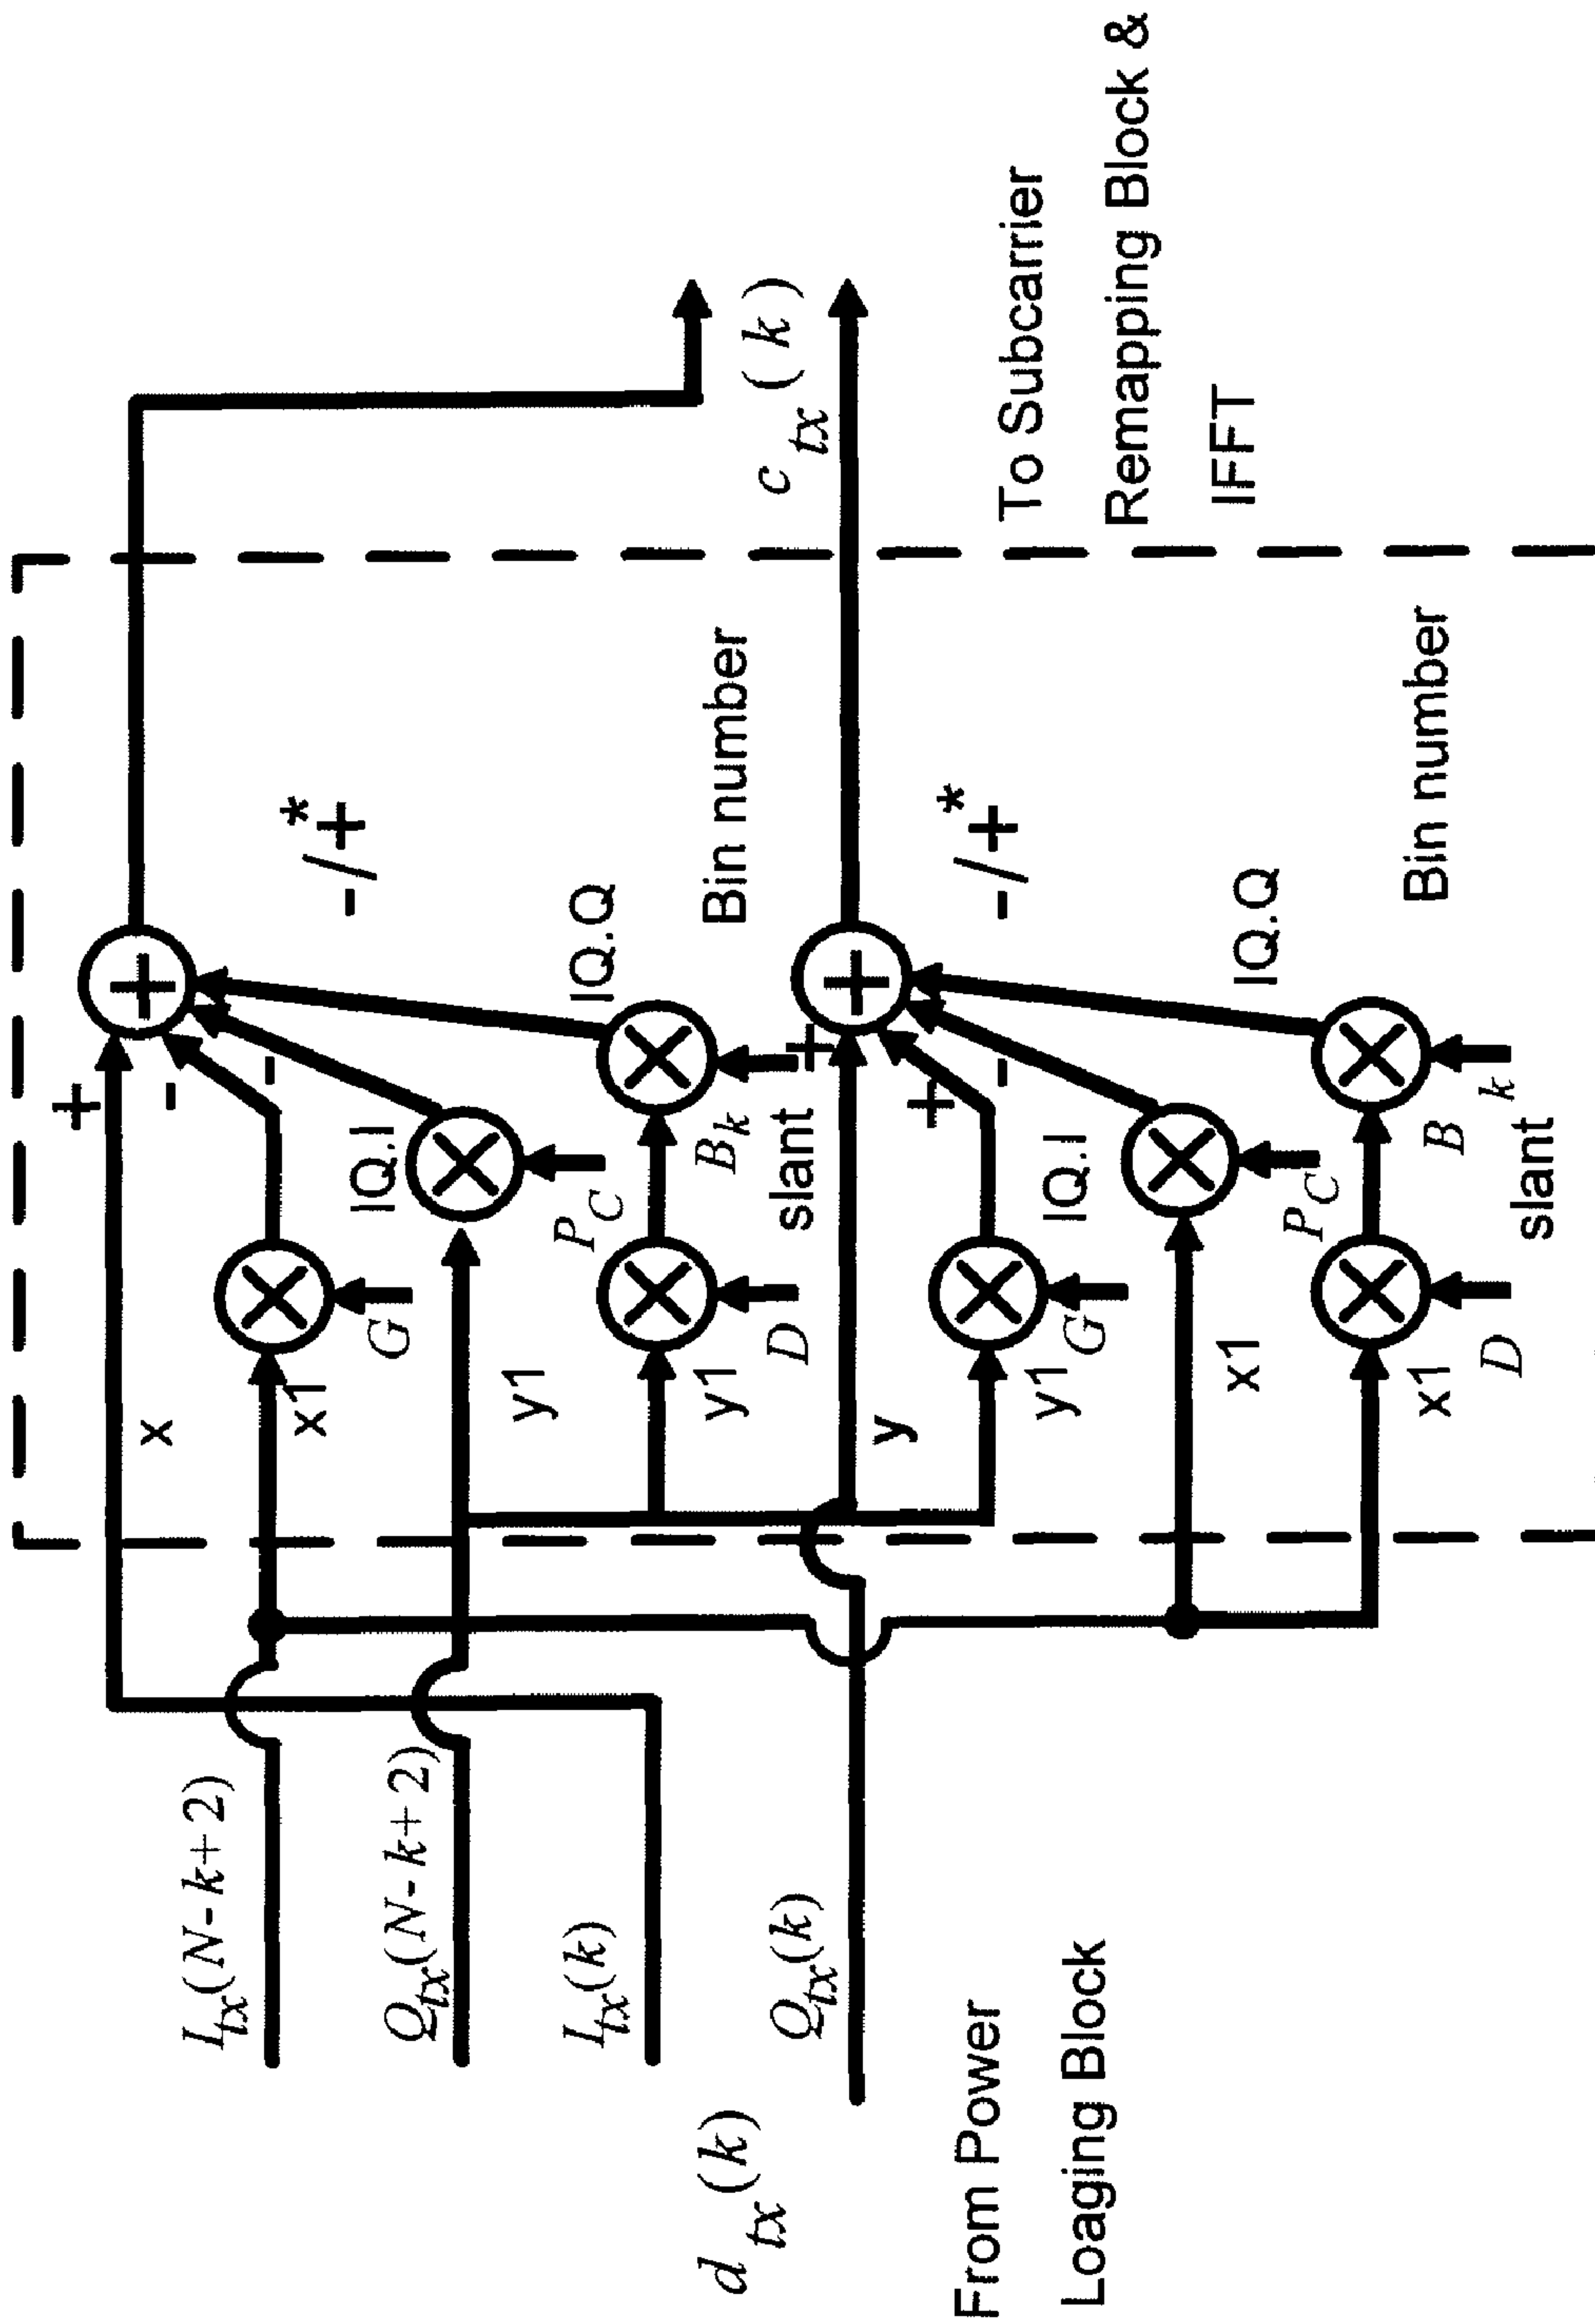 I_tx(N-k+2)
Q_tx(N-k+2)
I_tx(k)
d_tx(k)
Q_tx(k)
From Power
Loaging Block
x
+
-
x1
G
IQ.I
-
-/+*
y1
P_C
IQ.Q
y1
D
B_k
slant
Bin number
y
+
+
y1
G
IQ.I
-
-/+*
x1
P_C
IQ.Q
x1
D
B
k
slant
Bin number
+
+
c_tx(k)
To Subcarrier
Remapping Block &
IFFT